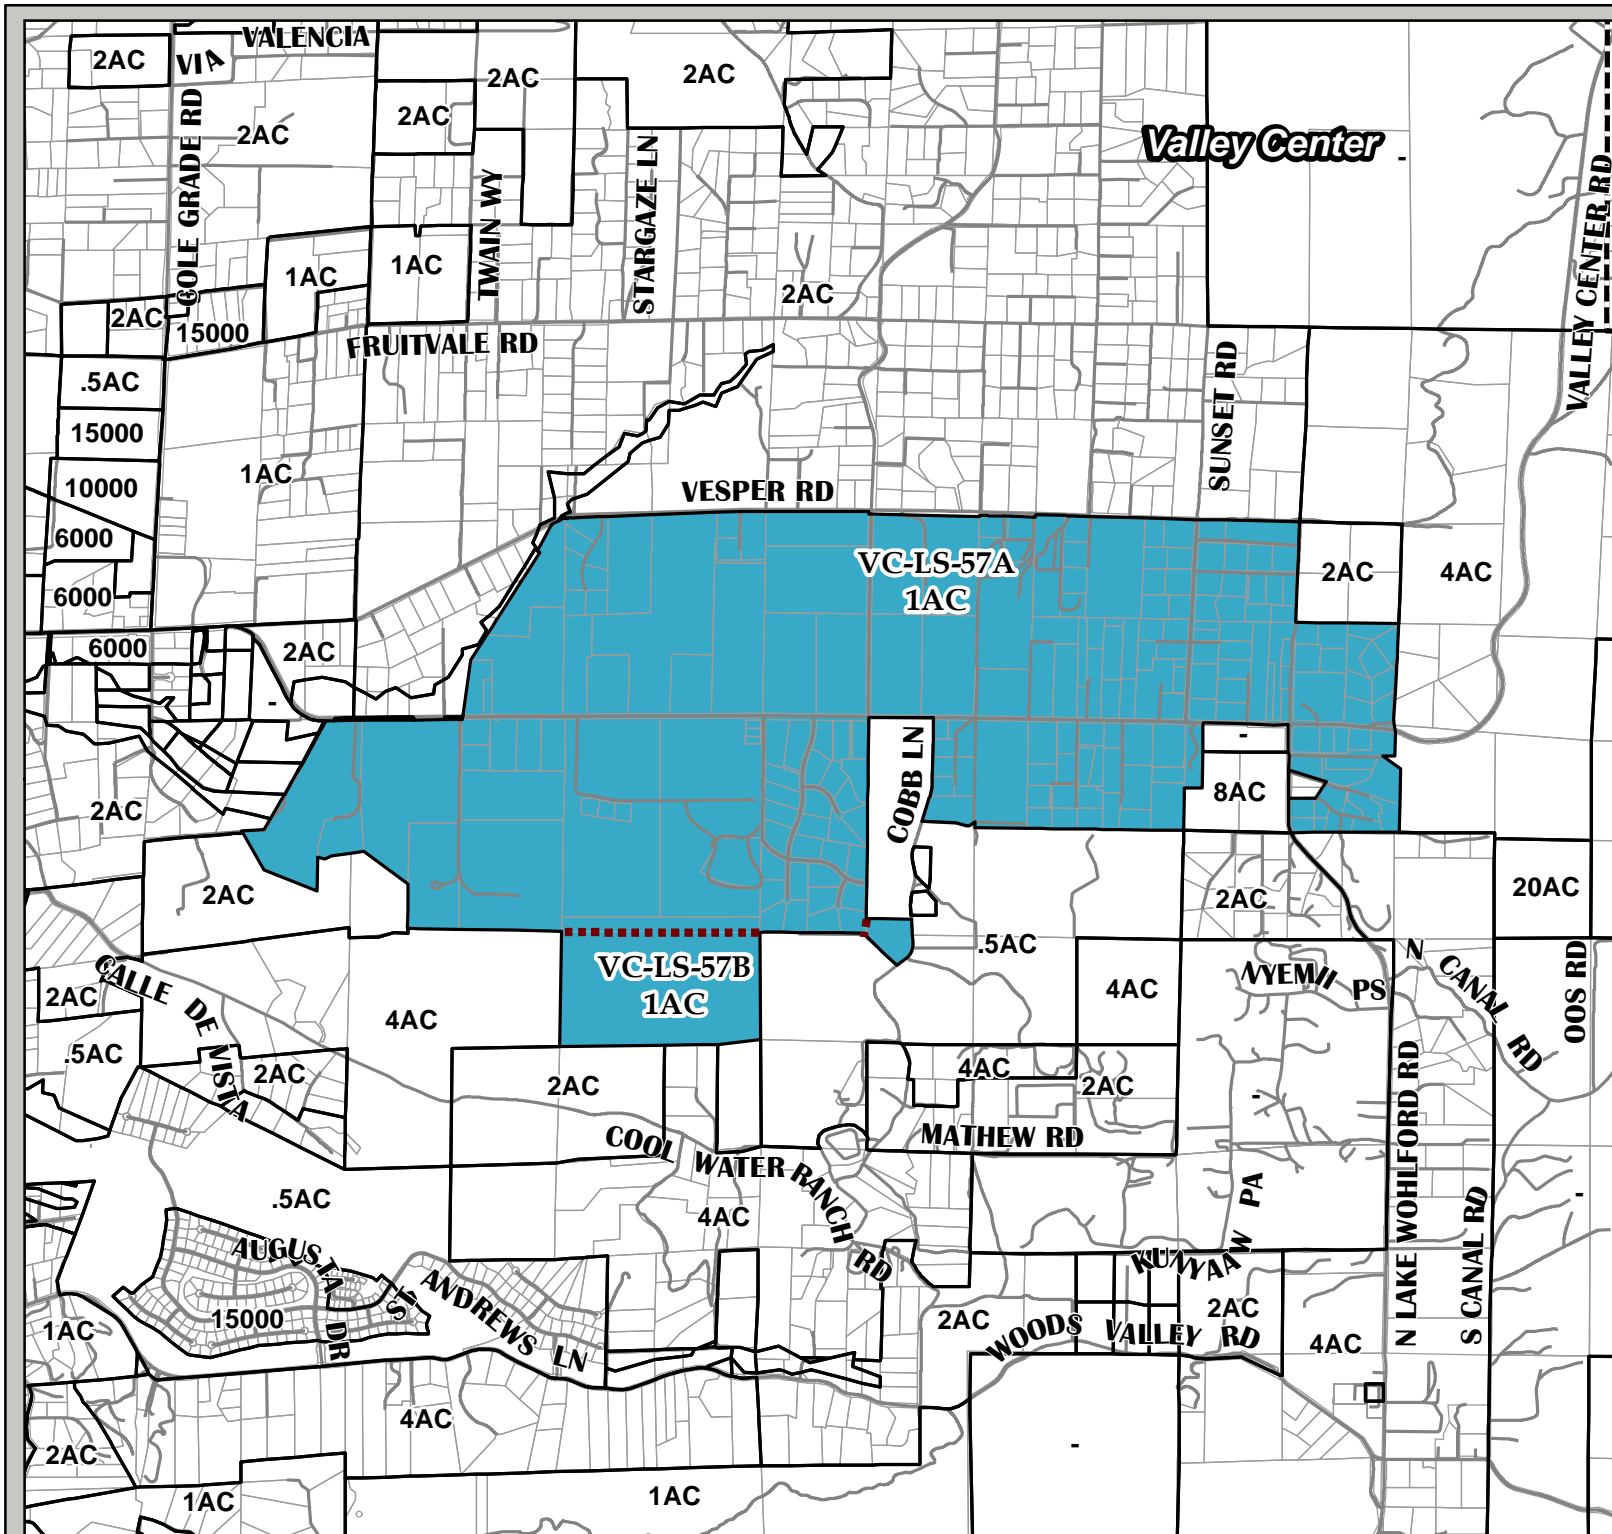 VALENCIA
2AC
VIA
2AC
2AC
2AC
COLE GRADE RD
2AC
Valley Center
-
STARGAZE LN
TWAIN WY
VALLEY CENTER RD
1AC
1AC
2AC
2AC
15000
FRUITVALE RD
SUNSET RD
.5AC
15000
1AC
10000
VESPER RD
6000
VC-LS-57A
1AC
2AC
4AC
6000
6000
2AC
-
-
COBB LN
8AC
2AC
2AC
2AC
20AC
.5AC
VC-LS-57B
1AC
CALLE DE VISTA
2AC
4AC
4AC
NYEMII PS
N CANAL RD
OOS RD
.5AC
2AC
2AC
4AC
2AC
-
N LAKE WOHLFORD RD
MATHEW RD
COOL WATER RANCH RD
.5AC
4AC
KUNYAAW PA
-
S CANAL RD
AUGUSTA DR
ST ANDREWS LN
15000
1AC
2AC
WOODS VALLEY RD
2AC
4AC
4AC
2AC
-
1AC
1AC